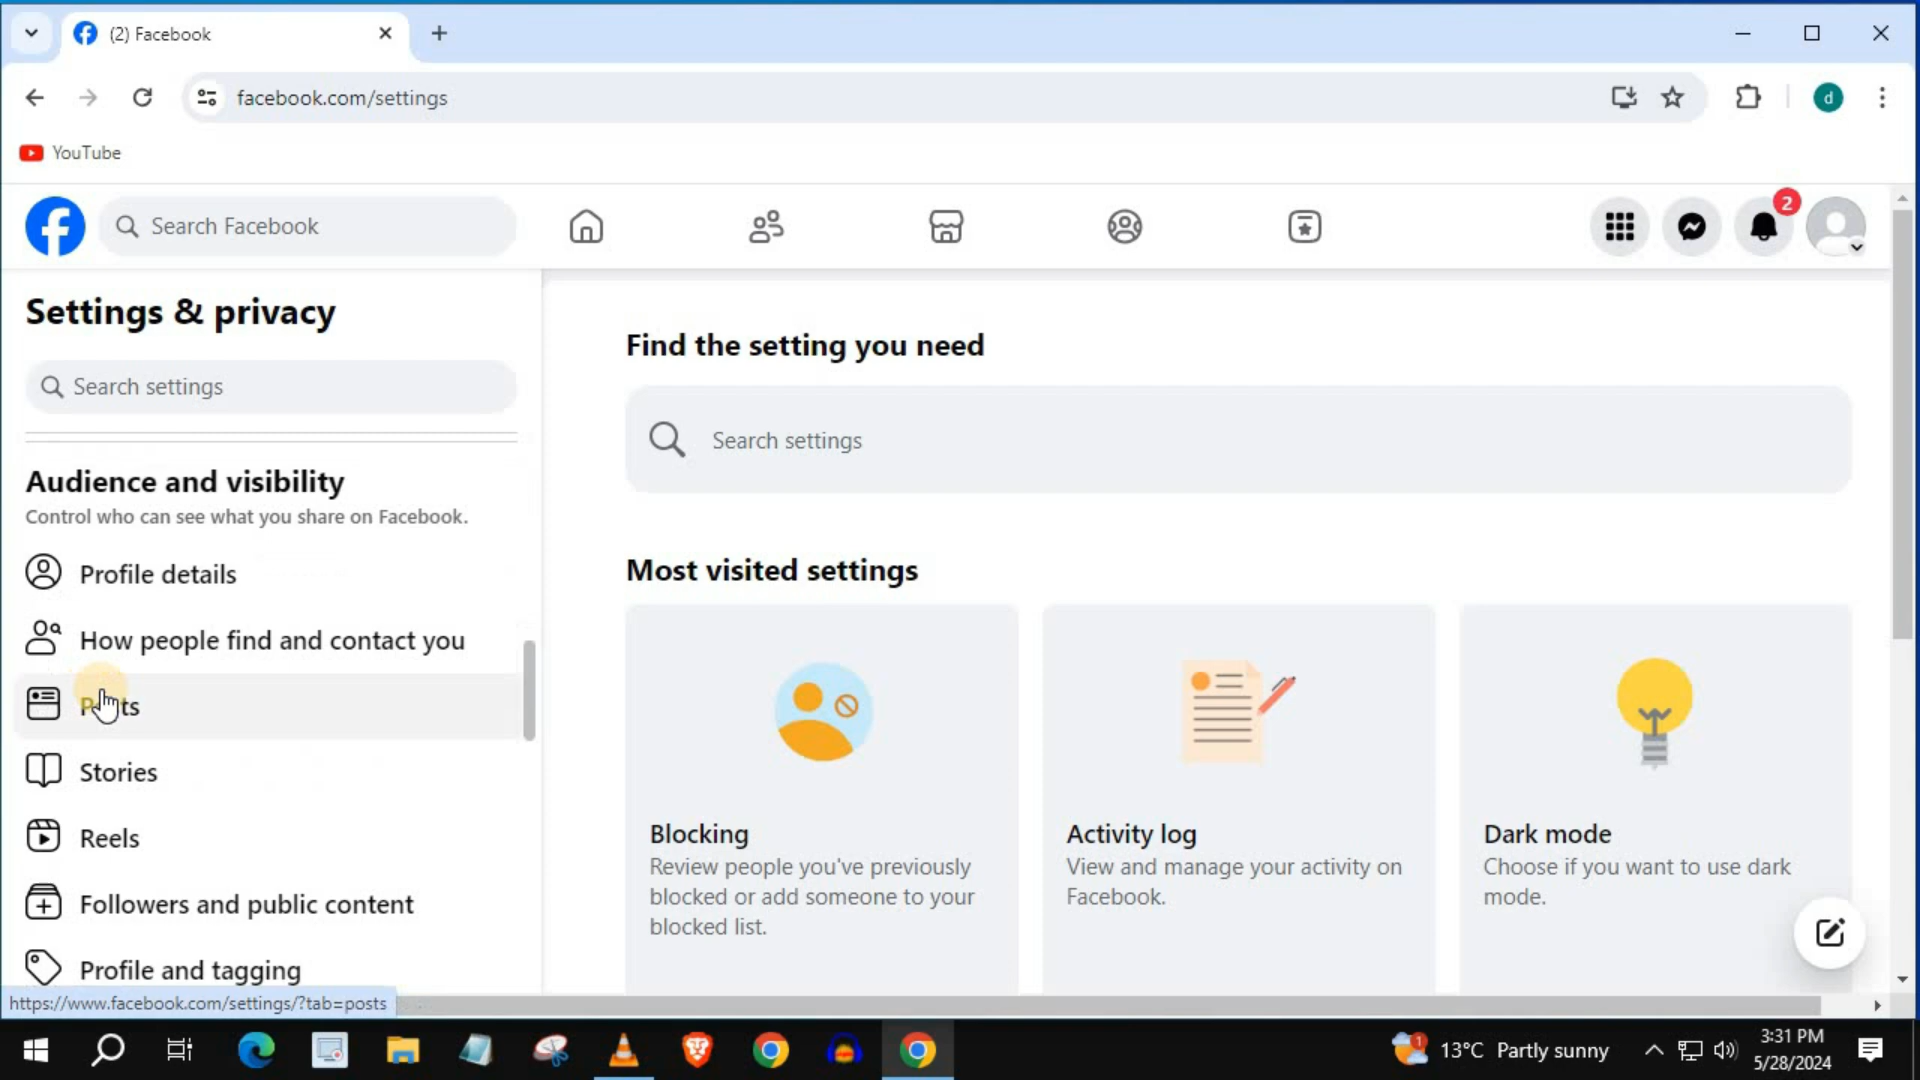 (2) Facebook
facebook.com/settings
d
YouTube
Search Facebook
2
Settings & privacy
Search settings
Audience and visibility
Control who can see what you share on Facebook.
Profile details
How people find and contact you
Stories
Reels
Followers and public content
Profile and tagging
https://www.facebook.com/settings/?tab=posts
Find the setting you need
Search settings
Most visited settings
Blocking
Review people you've previously
blocked or add someone to your
blocked list.
Activity log
View and manage your activity on
Facebook.
Dark mode
Choose if you want to use dark
mode.
1
13°C Partly sunny
3:31 PM
5/28/2024